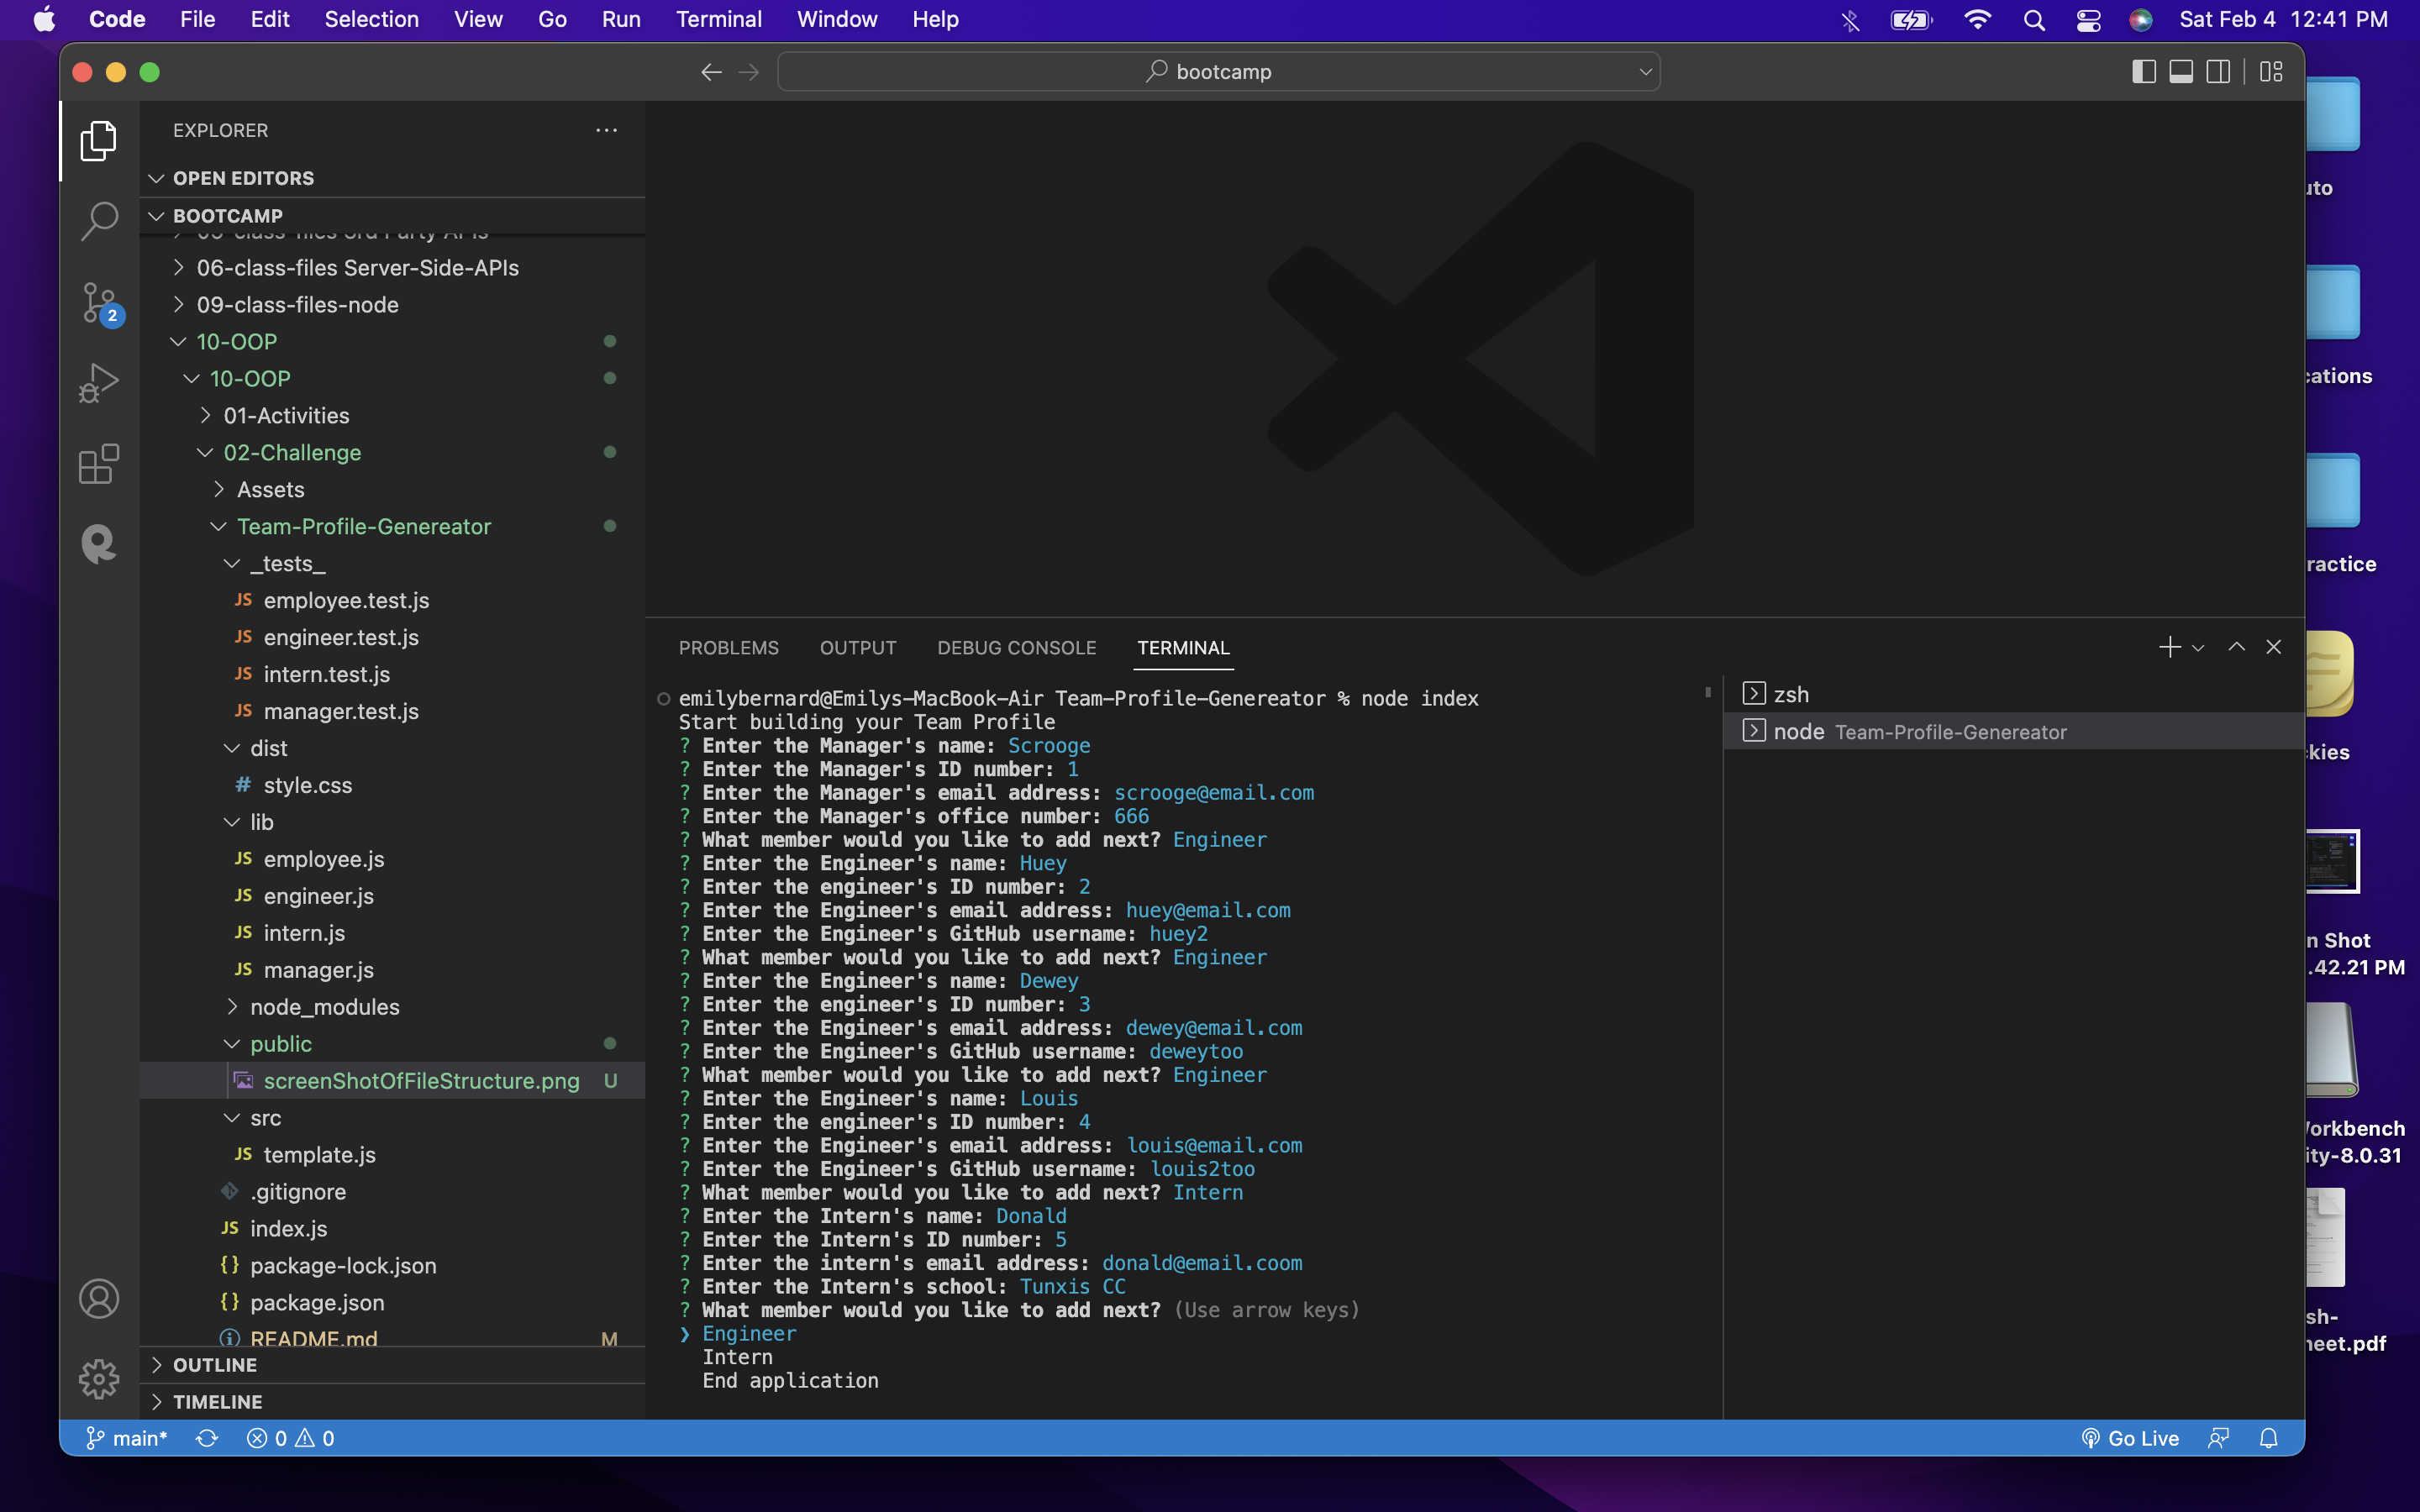 Code File Edit Selection View Go Run Terminal Window Help Sat Feb 4 12:41 PM
bootcamp
EXPLORER
OPEN EDITORS
BOOTCAMP
05-class-files 3rd Party APIs
06-class-files Server-Side-APIs
09-class-files-node
10-OOP
10-OOP
01-Activities
02-Challenge
Assets
Team-Profile-Genereator
_tests_
JS employee.test.js
JS engineer.test.js
JS intern.test.js
JS manager.test.js
dist
# style.css
lib
JS employee.js
JS engineer.js
JS intern.js
JS manager.js
node_modules
public
screenShotOfFileStructure.png U
src
JS template.js
.gitignore
JS index.js
{} package-lock.json
{} package.json
README.md M
OUTLINE
TIMELINE
2
PROBLEMS OUTPUT DEBUG CONSOLE TERMINAL
emilybernard@Emilys-MacBook-Air Team-Profile-Genereator % node index
Start building your Team Profile
? Enter the Manager's name: Scrooge
? Enter the Manager's ID number: 1
? Enter the Manager's email address: scrooge@email.com
? Enter the Manager's office number: 666
? What member would you like to add next? Engineer
? Enter the Engineer's name: Huey
? Enter the engineer's ID number: 2
? Enter the Engineer's email address: huey@email.com
? Enter the Engineer's GitHub username: huey2
? What member would you like to add next? Engineer
? Enter the Engineer's name: Dewey
? Enter the engineer's ID number: 3
? Enter the Engineer's email address: dewey@email.com
? Enter the Engineer's GitHub username: deweytoo
? What member would you like to add next? Engineer
? Enter the Engineer's name: Louis
? Enter the engineer's ID number: 4
? Enter the Engineer's email address: louis@email.com
? Enter the Engineer's GitHub username: louis2too
? What member would you like to add next? Intern
? Enter the Intern's name: Donald
? Enter the Intern's ID number: 5
? Enter the intern's email address: donald@email.coom
? Enter the Intern's school: Tunxis CC
? What member would you like to add next? (Use arrow keys)
❯ Engineer
Intern
End application
zsh
node Team-Profile-Genereator
uto
cations
ractice
kies
n Shot
.42.21 PM
orkbench
ity-8.0.31
sh-
heet.pdf
main* 0 0 Go Live